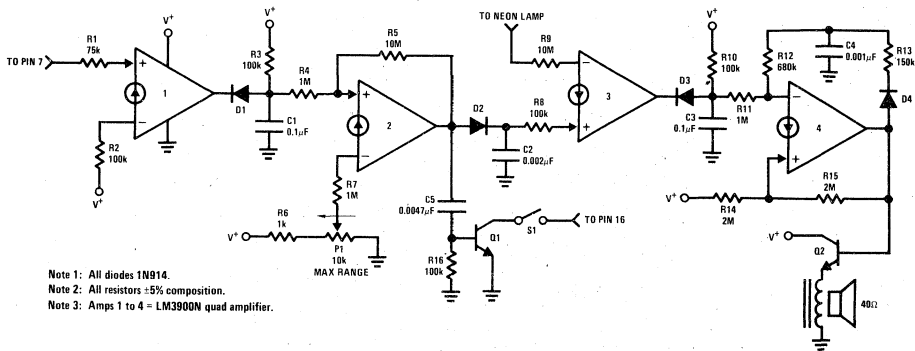 TO PIN 7
R1
75k
V+
+
−
1
R2
100k
V+
D1
V+
R3
100k
R4
1M
C1
0.1μF
R5
10M
+
−
2
R7
1M
V+
R6
1k
P1
10k
MAX RANGE
D2
C2
0.002μF
R8
100k
C5
0.0047μF
R16
100k
Q1
S1
TO PIN 16
TO NEON LAMP
R9
10M
−
+
3
D3
V+
R10
100k
C3
0.1μF
R11
1M
R12
680k
C4
0.001μF
R13
150k
D4
−
+
4
V+
R14
2M
R15
2M
V+
Q2
40Ω
Note 1: All diodes 1N914.
Note 2: All resistors ±5% composition.
Note 3: Amps 1 to 4 = LM3900N quad amplifier.